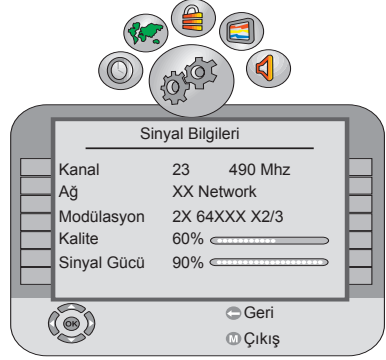 Sinyal Bilgileri
Kanal 23 490 Mhz
Ağ XX Network
Modülasyon 2X 64XXX X2/3
Kalite 60%
Sinyal Gücü 90%
OK
Geri
M Çıkış